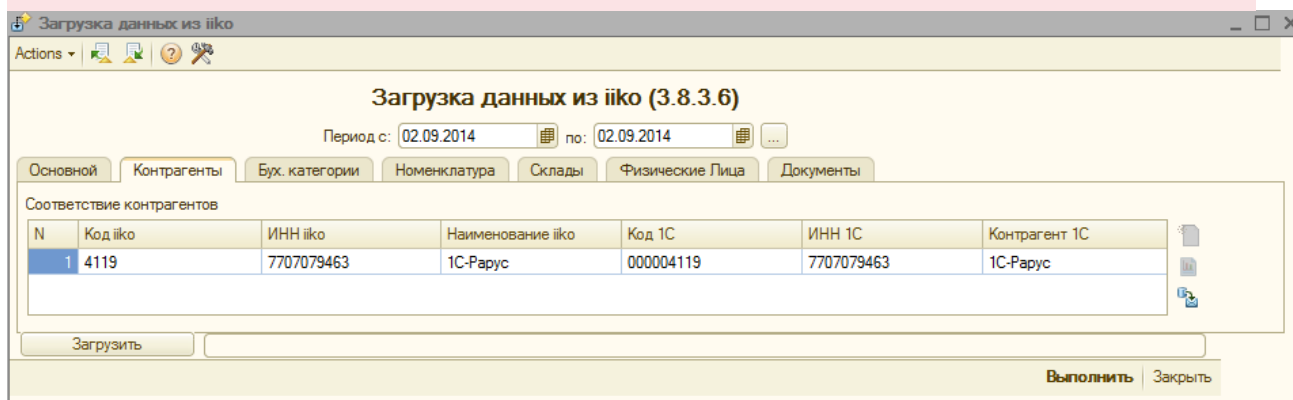 Загрузка данных из iiko
Actions
Загрузка данных из iiko (3.8.3.6)
Период с: 02.09.2014 по: 02.09.2014 ...
Основной Контрагенты Бух. категории Номенклатура Склады Физические Лица Документы
Соответствие контрагентов
N Код iiko ИНН iiko Наименование iiko Код 1С ИНН 1С Контрагент 1С
1 4119 7707079463 1С-Рарус 000004119 7707079463 1С-Рарус
Загрузить
Выполнить Закрыть